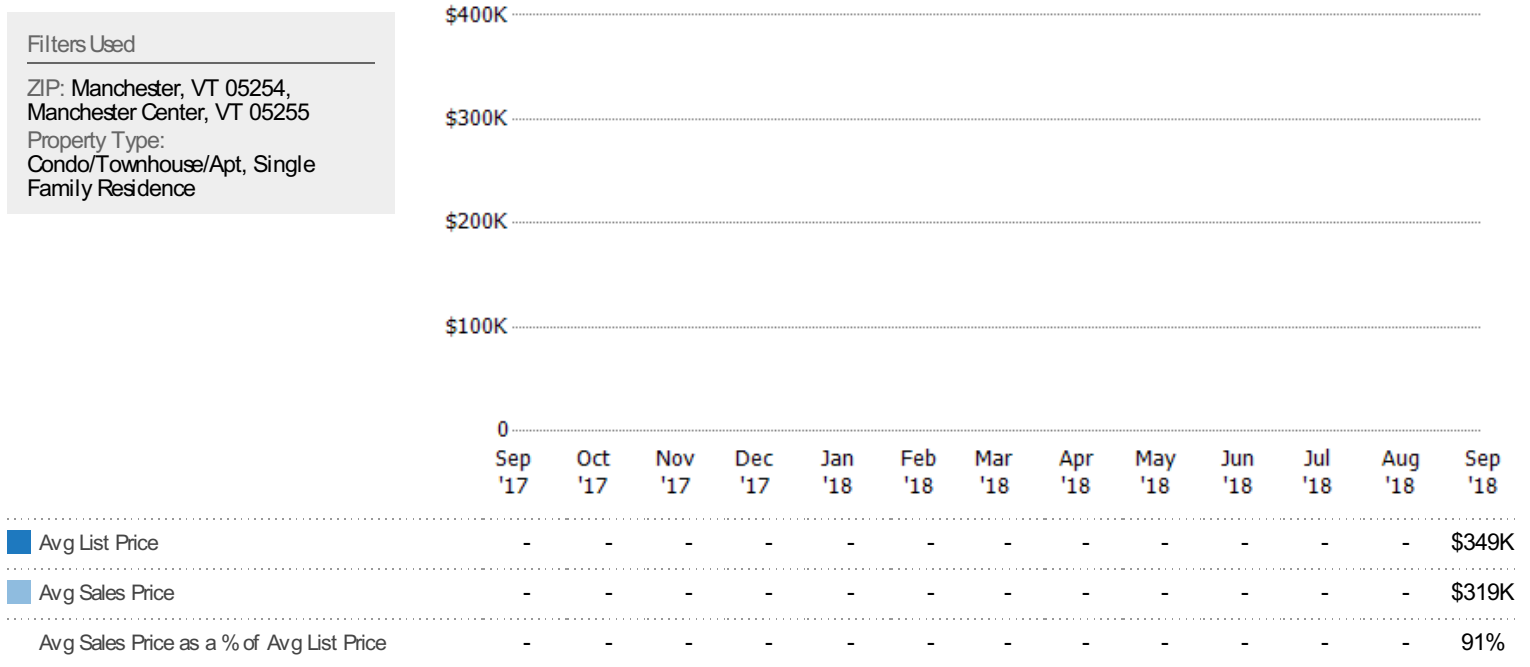 Filters Used
ZIP: Manchester, VT 05254,
Manchester Center, VT 05255
Property Type:
Condo/Townhouse/Apt, Single
Family Residence
$400K
$300K
$200K
$100K
0
Sep Oct Nov Dec Jan Feb Mar Apr May Jun Jul Aug Sep
'17 '17 '17 '17 '18 '18 '18 '18 '18 '18 '18 '18 '18
Avg List Price - - - - - - - - - - - - $349K
Avg Sales Price - - - - - - - - - - - - $319K
Avg Sales Price as a % of Avg List Price - - - - - - - - - - - - 91%